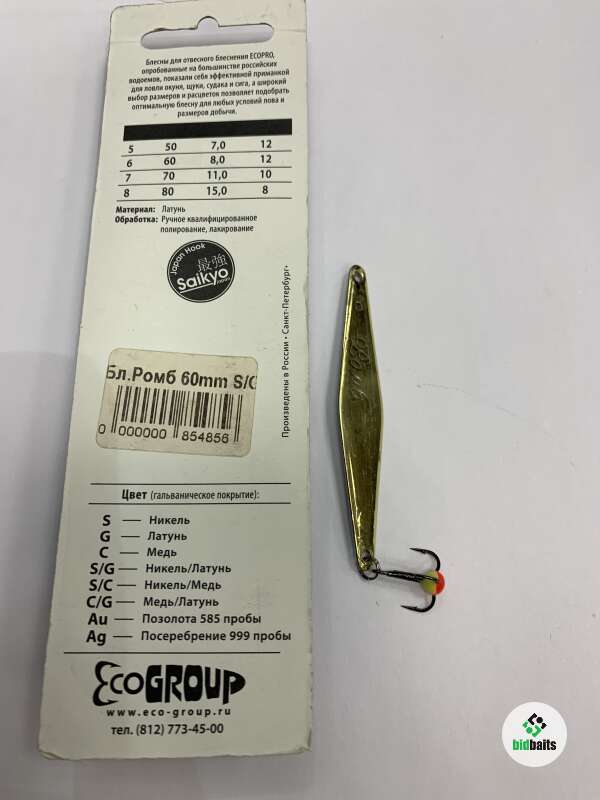 Блесны для отвесного блеснения ECOPRO,
опробованные на большинстве российских
водоемов, показали себя эффективной приманкой
для ловли окуня, щуки, судака и сига, а широкий
выбор размеров и расцветок позволяет подобрать
оптимальную блесну для любых условий лова и
размеров добычи.
5 50 7,0 12
6 60 8,0 12
7 70 11,0 10
8 80 15,0 8
Материал: Латунь
Обработка: Ручное квалифицированное
полирование, лакирование
Japan Hook
最強
Saikyo
Произведены в России • Санкт-Петербург•
Бл.Ромб 60mm S/C
0 000000 854856
Цвет (гальваническое покрытие):
S — Никель
G — Латунь
C — Медь
S/G — Никель/Латунь
S/C — Никель/Медь
C/G — Медь/Латунь
Au — Позолота 585 пробы
Ag — Посеребрение 999 пробы
EcoGROUP
www.eco-group.ru
тел. (812) 773-45-00
bidbaits